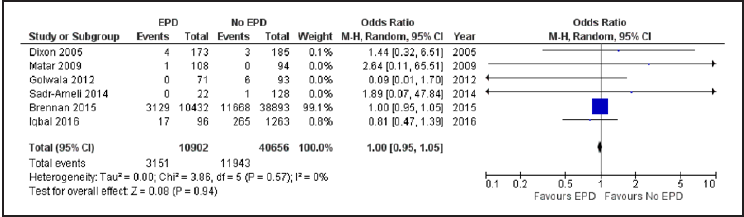 EPD No EPD Odds Ratio Odds Ratio
Study or Subgroup Events Total Events Total Weight M-H, Random, 95% CI Year M-H, Random, 95% CI
Dixon 2005 4 173 3 185 0.1% 1.44 [0.32, 6.51] 2005
Matar 2009 1 108 0 94 0.0% 2.64 [0.11, 65.51] 2009
Golwala 2012 0 71 6 93 0.0% 0.09 [0.01, 1.70] 2012
Sadr-Ameli 2014 0 22 1 128 0.0% 1.89 [0.07, 47.84] 2014
Brennan 2015 3129 10432 11668 38893 99.1% 1.00 [0.95, 1.05] 2015
Iqbal 2016 17 96 265 1263 0.8% 0.81 [0.47, 1.39] 2016
Total (95% CI) 10902 40656 100.0% 1.00 [0.95, 1.05]
Total events 3151 11943
Heterogeneity: Tau² = 0.00; Chi² = 3.86, df = 5 (P = 0.57); I² = 0%
Test for overall effect: Z = 0.08 (P = 0.94)
0.1 0.2 0.5 1 2 5 10
Favours EPD Favours No EPD